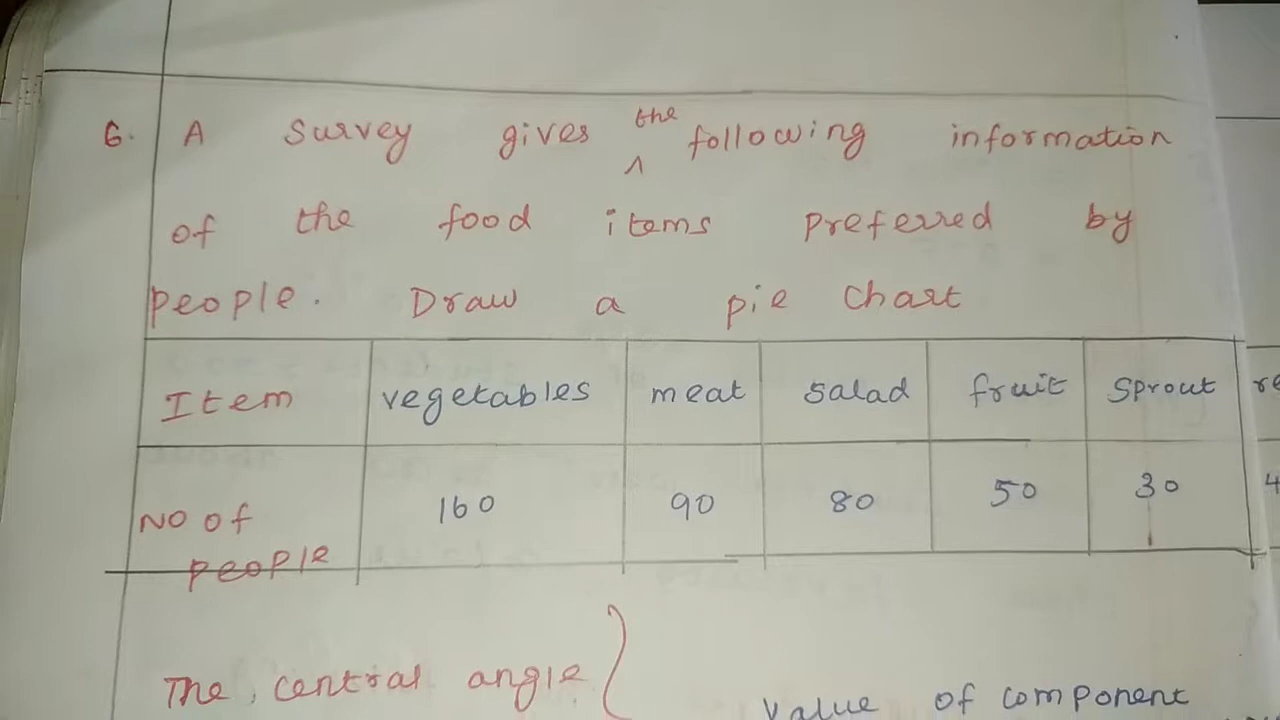 6. A Survey gives the following information
of the food items preferred by
people. Draw a pie chart
Item vegetables meat salad fruit Sprout
NO of people 160 90 80 50 30
The central angle
Value of component